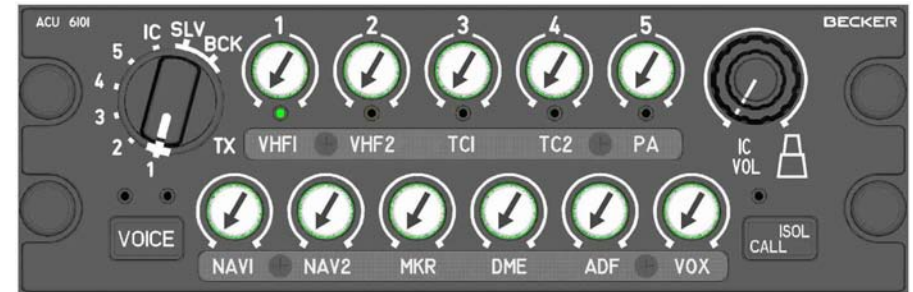 ACU 6101
BECKER
IC SLV BCK
5
4
3
2
1
TX
1 2 3 4 5
VHF1 VHF2 TC1 TC2 PA
IC VOL
VOICE
NAV1 NAV2 MKR DME ADF VOX
ISOL
CALL